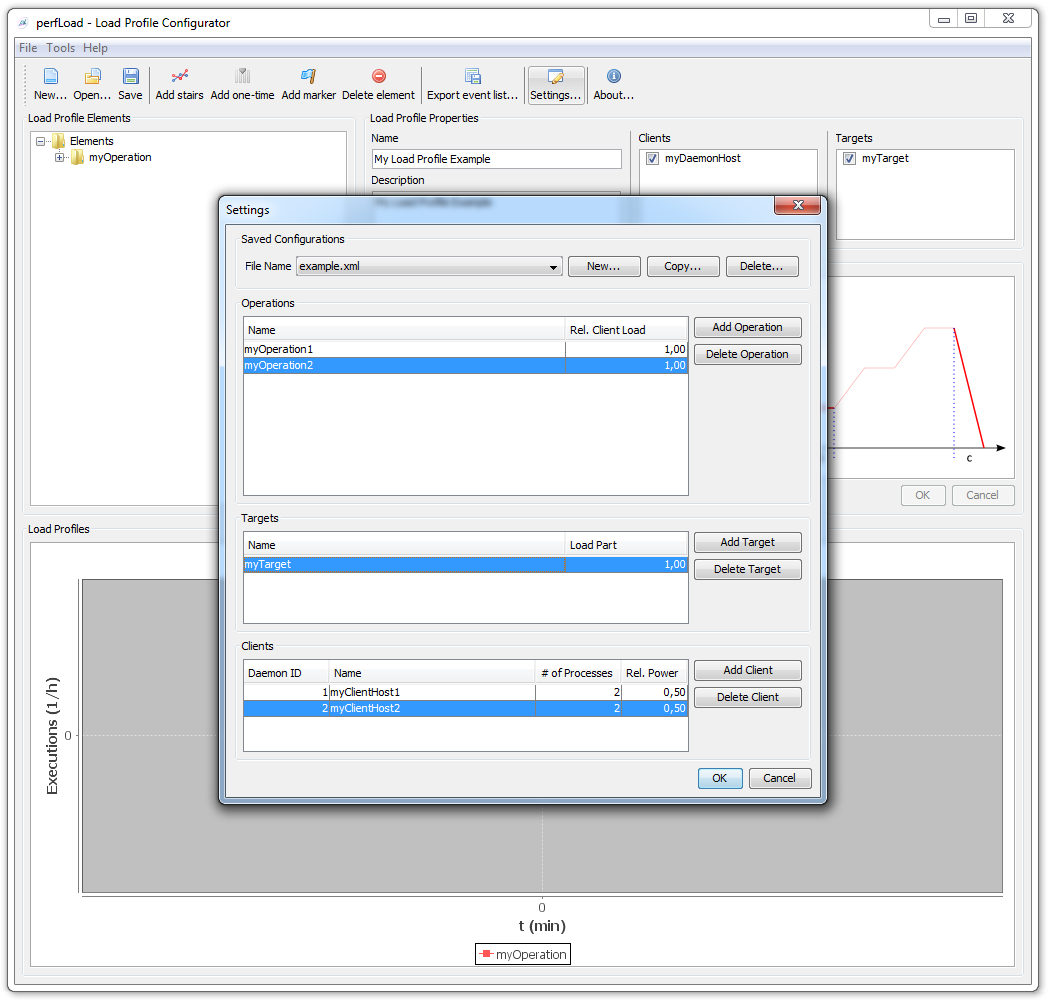 perfLoad - Load Profile Configurator
File Tools Help
New... Open... Save Add stairs Add one-time Add marker Delete element Export event list... Settings... About...
Load Profile Elements
Elements
myOperation
Load Profile Properties
Name
My Load Profile Example
Description
My Load Profile Example
Clients
myDaemonHost
Targets
myTarget
Settings
Saved Configurations
File Name example.xml New... Copy... Delete...
Operations
Name Rel. Client Load
myOperation1 1,00
myOperation2 1,00
Add Operation
Delete Operation
Targets
Name Load Part
myTarget 1,00
Add Target
Delete Target
Clients
Daemon ID Name # of Processes Rel. Power
1 myClientHost1 2 0,50
2 myClientHost2 2 0,50
Add Client
Delete Client
OK Cancel
c
OK Cancel
Load Profiles
Executions (1/h)
0
0
t (min)
myOperation